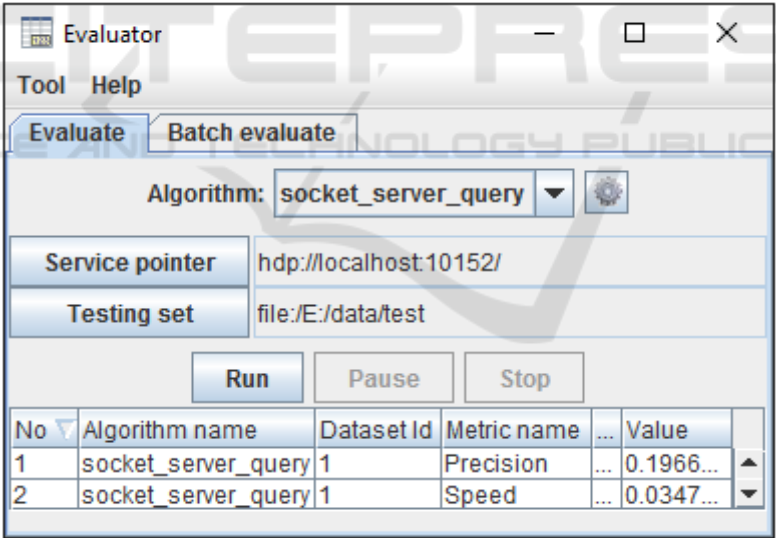 Evaluator
Tool Help
Evaluate Batch evaluate
Algorithm: socket_server_query
Service pointer hdp://localhost:10152/
Testing set file:/E:/data/test
Run Pause Stop
No Algorithm name Dataset Id Metric name ... Value
1 socket_server_query 1 Precision ... 0.1966...
2 socket_server_query 1 Speed ... 0.0347...